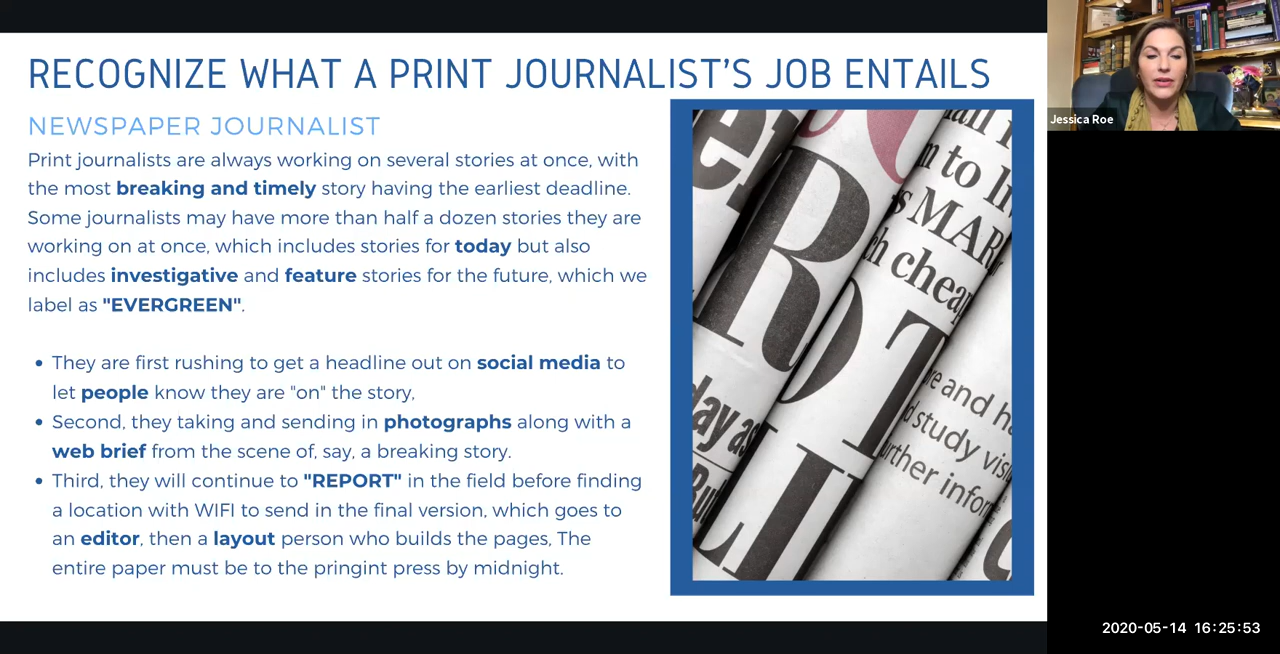 RECOGNIZE WHAT A PRINT JOURNALIST'S JOB ENTAILS
NEWSPAPER JOURNALIST
Print journalists are always working on several stories at once, with
the most breaking and timely story having the earliest deadline.
Some journalists may have more than half a dozen stories they are
working on at once, which includes stories for today but also
includes investigative and feature stories for the future, which we
label as "EVERGREEN".
• They are first rushing to get a headline out on social media to
let people know they are "on" the story,
• Second, they taking and sending in photographs along with a
web brief from the scene of, say, a breaking story.
• Third, they will continue to "REPORT" in the field before finding
a location with WIFI to send in the final version, which goes to
an editor, then a layout person who builds the pages, The
entire paper must be to the pringint press by midnight.
m to
MAR
ch cheap
day as
R
O T
LI
e and
study
urther infor
Jessica Roe
2020-05-14 16:25:53